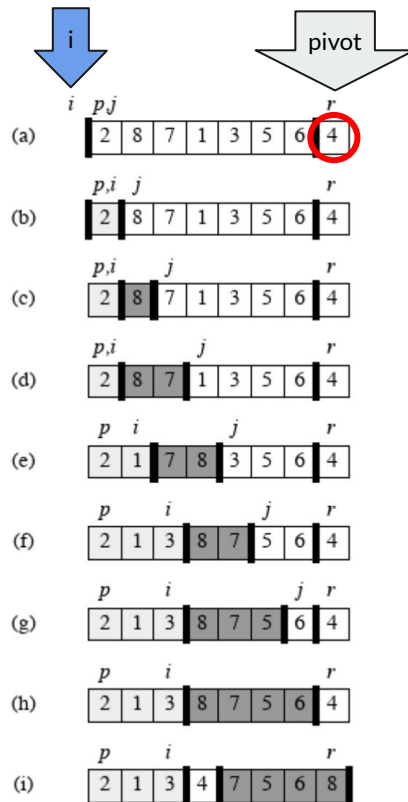 i pivot
i p,j r
(a) 2 8 7 1 3 5 6 4
p,i j r
(b) 2 8 7 1 3 5 6 4
p,i j r
(c) 2 8 7 1 3 5 6 4
p,i j r
(d) 2 8 7 1 3 5 6 4
p i j r
(e) 2 1 7 8 3 5 6 4
p i j r
(f) 2 1 3 8 7 5 6 4
p i j r
(g) 2 1 3 8 7 5 6 4
p i r
(h) 2 1 3 8 7 5 6 4
p i r
(i) 2 1 3 4 7 5 6 8